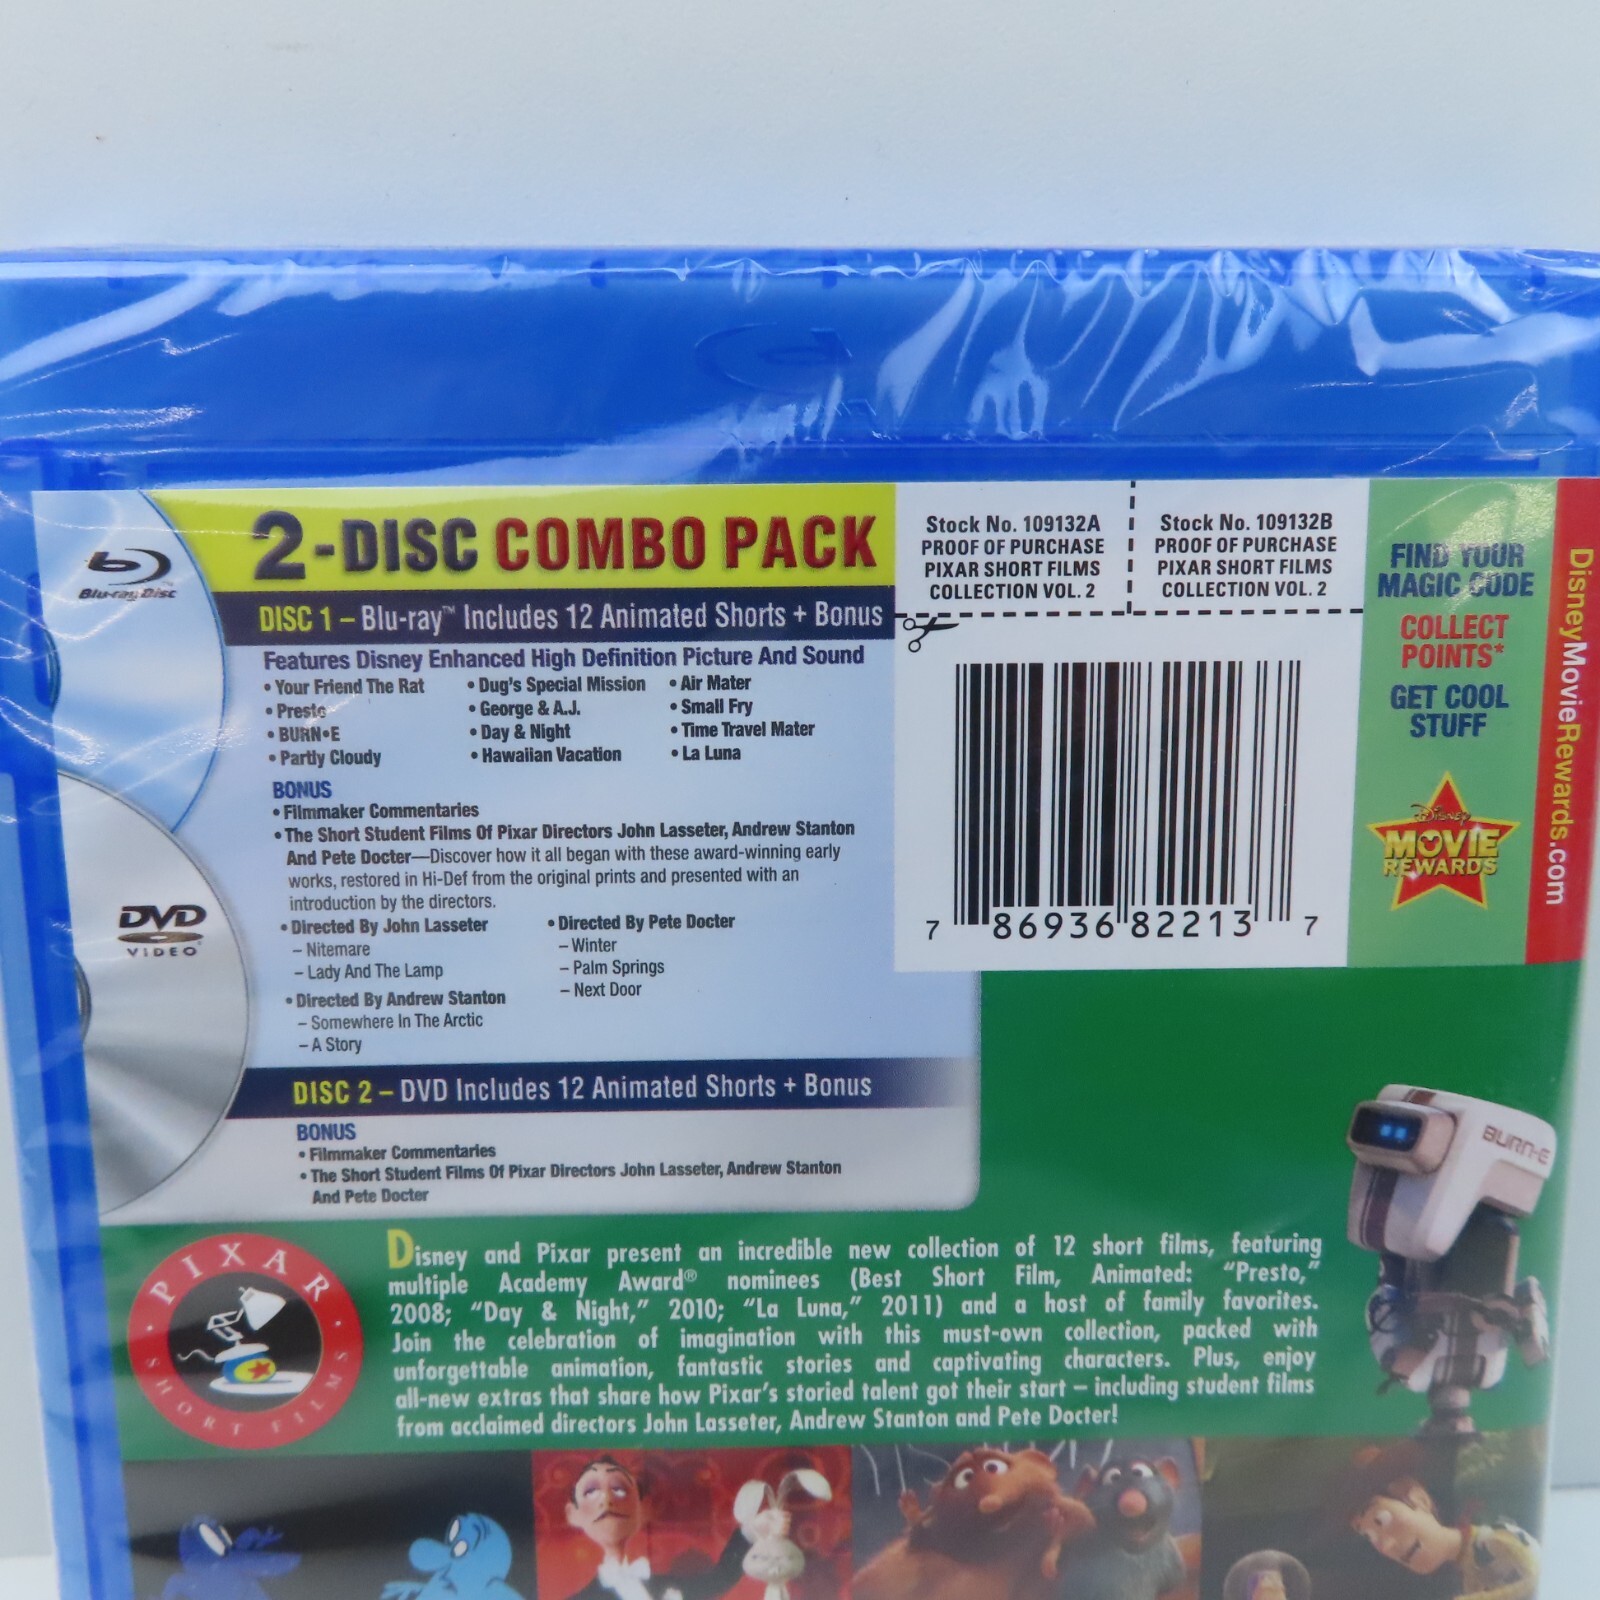 2-DISC COMBO PACK
Blu-ray Disc
DISC 1 – Blu-ray™ Includes 12 Animated Shorts + Bonus
Features Disney Enhanced High Definition Picture And Sound
• Your Friend The Rat
• Presto
• BURN•E
• Partly Cloudy
• Dug's Special Mission
• George & A.J.
• Day & Night
• Hawaiian Vacation
• Air Mater
• Small Fry
• Time Travel Mater
• La Luna
BONUS
• Filmmaker Commentaries
• The Short Student Films Of Pixar Directors John Lasseter, Andrew Stanton
And Pete Docter—Discover how it all began with these award-winning early
works, restored in Hi-Def from the original prints and presented with an
introduction by the directors.
• Directed By John Lasseter
– Nitemare
– Lady And The Lamp
• Directed By Andrew Stanton
– Somewhere In The Arctic
– A Story
• Directed By Pete Docter
– Winter
– Palm Springs
– Next Door
DVD
VIDEO
DISC 2 – DVD Includes 12 Animated Shorts + Bonus
BONUS
• Filmmaker Commentaries
• The Short Student Films Of Pixar Directors John Lasseter, Andrew Stanton
And Pete Docter
Stock No. 109132A
PROOF OF PURCHASE
PIXAR SHORT FILMS
COLLECTION VOL. 2
Stock No. 109132B
PROOF OF PURCHASE
PIXAR SHORT FILMS
COLLECTION VOL. 2
7 86936 82213 7
FIND YOUR
MAGIC CODE
COLLECT
POINTS*
GET COOL
STUFF
Disney
MOVIE
REWARDS
DisneyMovieRewards.com
BURN-E
PIXAR
SHORT FILMS
Disney and Pixar present an incredible new collection of 12 short films, featuring
multiple Academy Award® nominees (Best Short Film, Animated: "Presto,"
2008; "Day & Night," 2010; "La Luna," 2011) and a host of family favorites.
Join the celebration of imagination with this must-own collection, packed with
unforgettable animation, fantastic stories and captivating characters. Plus, enjoy
all-new extras that share how Pixar's storied talent got their start – including student films
from acclaimed directors John Lasseter, Andrew Stanton and Pete Docter!